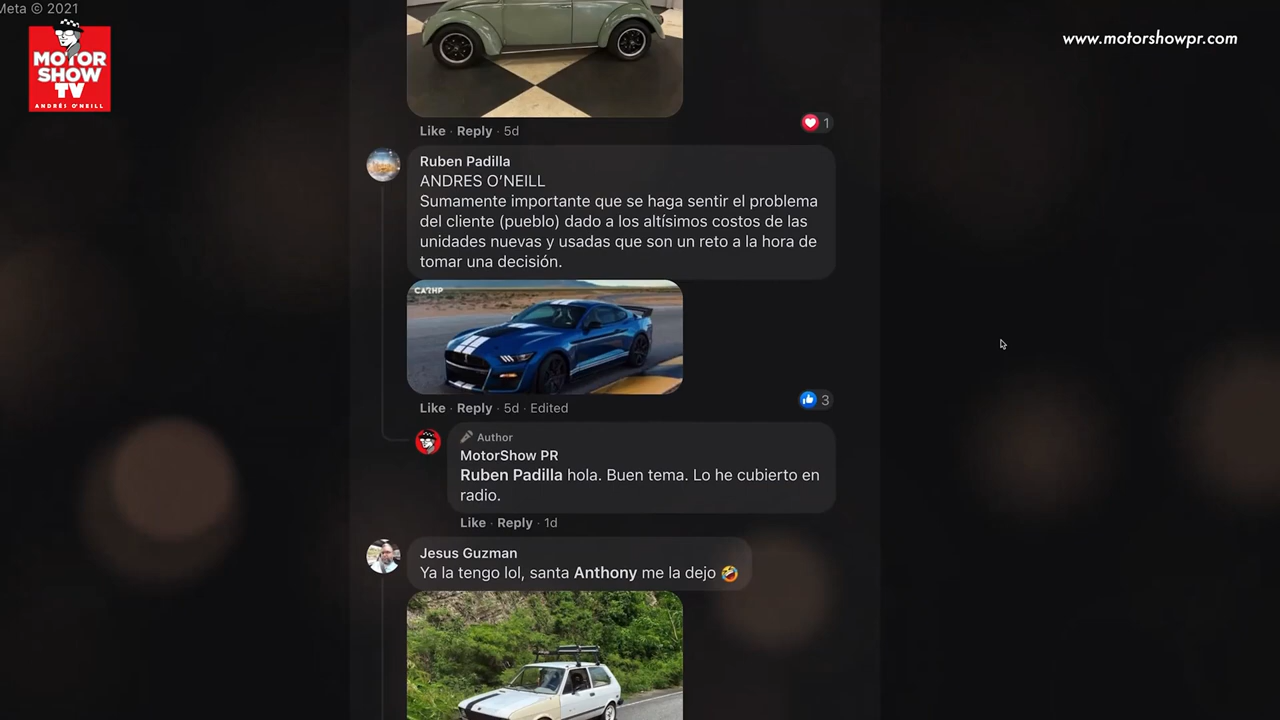 Meta © 2021
MOTOR
SHOW
TV
ANDRÉS O'NEILL
www.motorshowpr.com
Like · Reply · 5d
1
Ruben Padilla
ANDRES O’NEILL
Sumamente importante que se haga sentir el problema
del cliente (pueblo) dado a los altísimos costos de las
unidades nuevas y usadas que son un reto a la hora de
tomar una decisión.
CARHP
Like · Reply · 5d · Edited
3
Author
MotorShow PR
Ruben Padilla hola. Buen tema. Lo he cubierto en
radio.
Like · Reply · 1d
Jesus Guzman
Ya la tengo lol, santa Anthony me la dejo 🤣